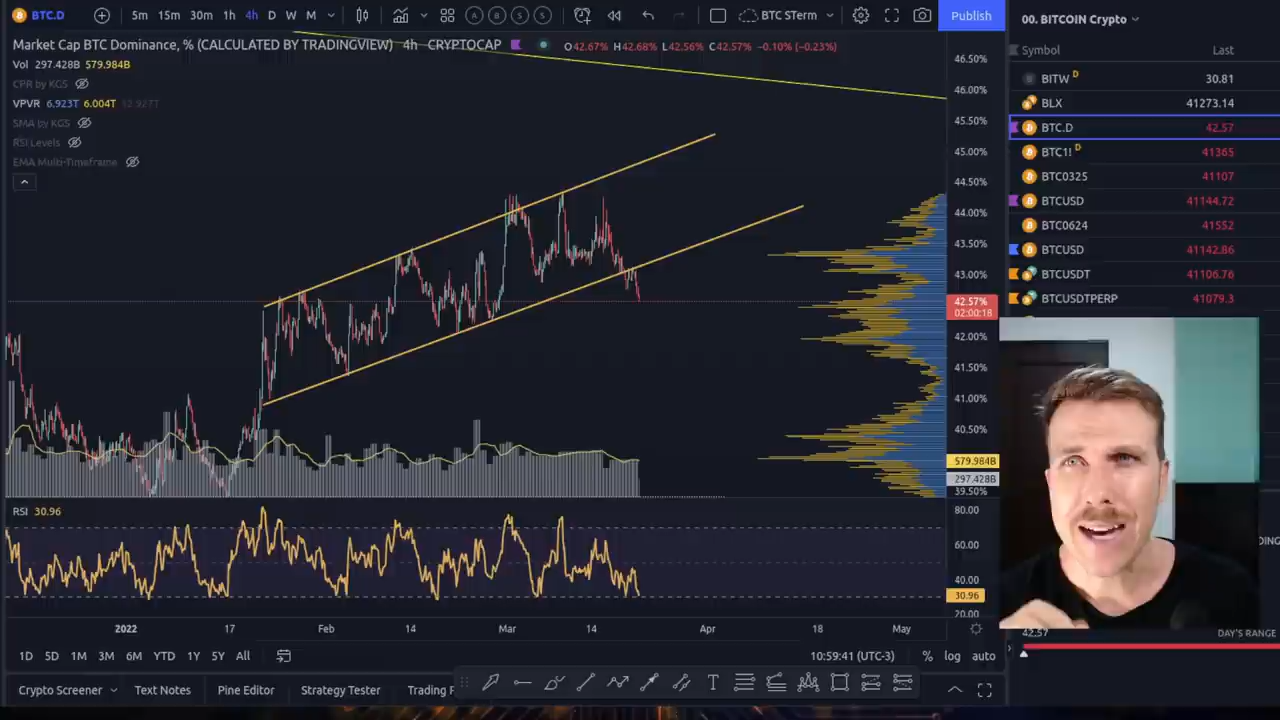 BTC.D
5m 15m 30m 1h 4h D W M
A B S S
BTC STerm
Publish
00. BITCOIN Crypto
Market Cap BTC Dominance, % (CALCULATED BY TRADINGVIEW) 4h CRYPTOCAP
O42.67% H42.68% L42.56% C42.57% −0.10% (−0.23%)
Vol 297.428B 579.984B
CPR by KGS
VPVR 6.923T 6.004T 12.927T
SMA by KGS
RSI Levels
EMA Multi-Timeframe
46.50%
46.00%
45.50%
45.00%
44.50%
44.00%
43.50%
43.00%
42.57%
02:00:18
42.00%
41.50%
41.00%
40.50%
579.984B
297.428B
39.50%
Symbol Last
BITW D 30.81
BLX 41273.14
BTC.D 42.57
BTC1! D 41365
BTC0325 41107
BTCUSD 41144.72
BTC0624 41552
BTCUSD 41142.86
BTCUSDT 41106.76
BTCUSDTPERP 41079.3
RSI 30.96
80.00
60.00
40.00
30.96
20.00
2022 17 Feb 14 Mar 14 Apr 18 May
42.57 DAY'S RANGE
1D 5D 1M 3M 6M YTD 1Y 5Y All
10:59:41 (UTC-3) % log auto
Crypto Screener Text Notes Pine Editor Strategy Tester